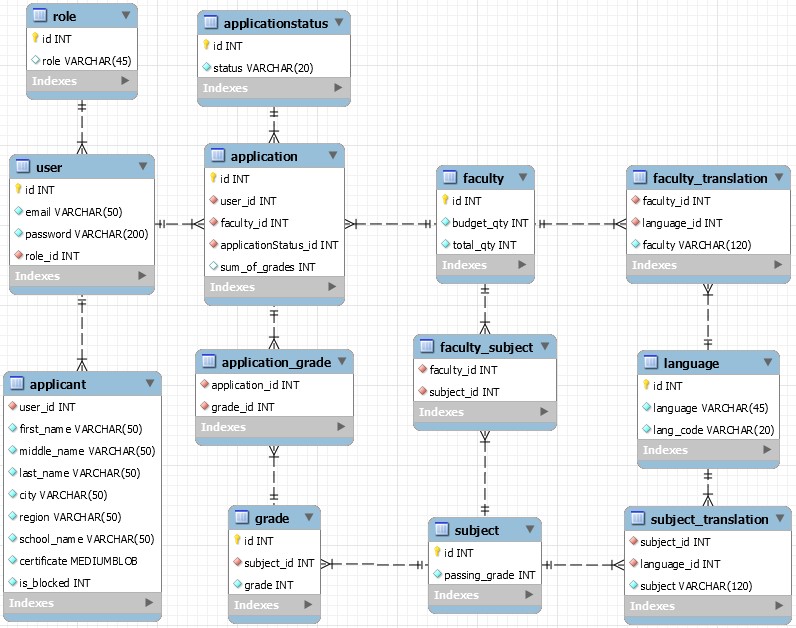 role
id INT
role VARCHAR(45)
Indexes
applicationstatus
id INT
status VARCHAR(20)
Indexes
user
id INT
email VARCHAR(50)
password VARCHAR(200)
role_id INT
Indexes
application
id INT
user_id INT
faculty_id INT
applicationStatus_id INT
sum_of_grades INT
Indexes
faculty
id INT
budget_qty INT
total_qty INT
Indexes
faculty_translation
faculty_id INT
language_id INT
faculty VARCHAR(120)
Indexes
applicant
user_id INT
first_name VARCHAR(50)
middle_name VARCHAR(50)
last_name VARCHAR(50)
city VARCHAR(50)
region VARCHAR(50)
school_name VARCHAR(50)
certificate MEDIUMBLOB
is_blocked INT
Indexes
application_grade
application_id INT
grade_id INT
Indexes
faculty_subject
faculty_id INT
subject_id INT
Indexes
language
id INT
language VARCHAR(45)
lang_code VARCHAR(20)
Indexes
grade
id INT
subject_id INT
grade INT
Indexes
subject
id INT
passing_grade INT
Indexes
subject_translation
subject_id INT
language_id INT
subject VARCHAR(120)
Indexes